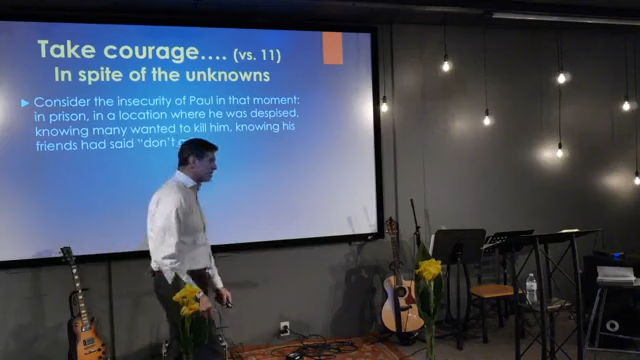 Take courage.... (vs. 11)
In spite of the unknowns
Consider the insecurity of Paul in that moment:
in prison, in a location where he was despised,
knowing many wanted to kill him, knowing his
friends had said "don't